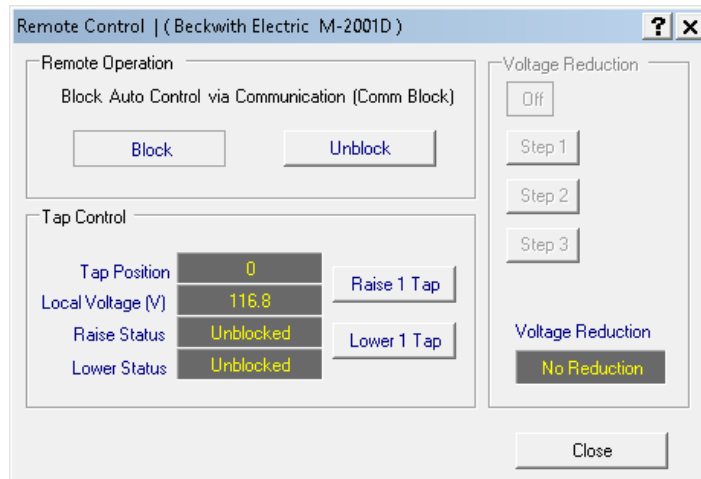 Remote Control | ( Beckwith Electric M-2001D )
? x
Remote Operation
Block Auto Control via Communication (Comm Block)
Block
Unblock
Tap Control
Tap Position 0
Local Voltage (V) 116.8
Raise Status Unblocked
Lower Status Unblocked
Raise 1 Tap
Lower 1 Tap
Voltage Reduction
Off
Step 1
Step 2
Step 3
Voltage Reduction
No Reduction
Close